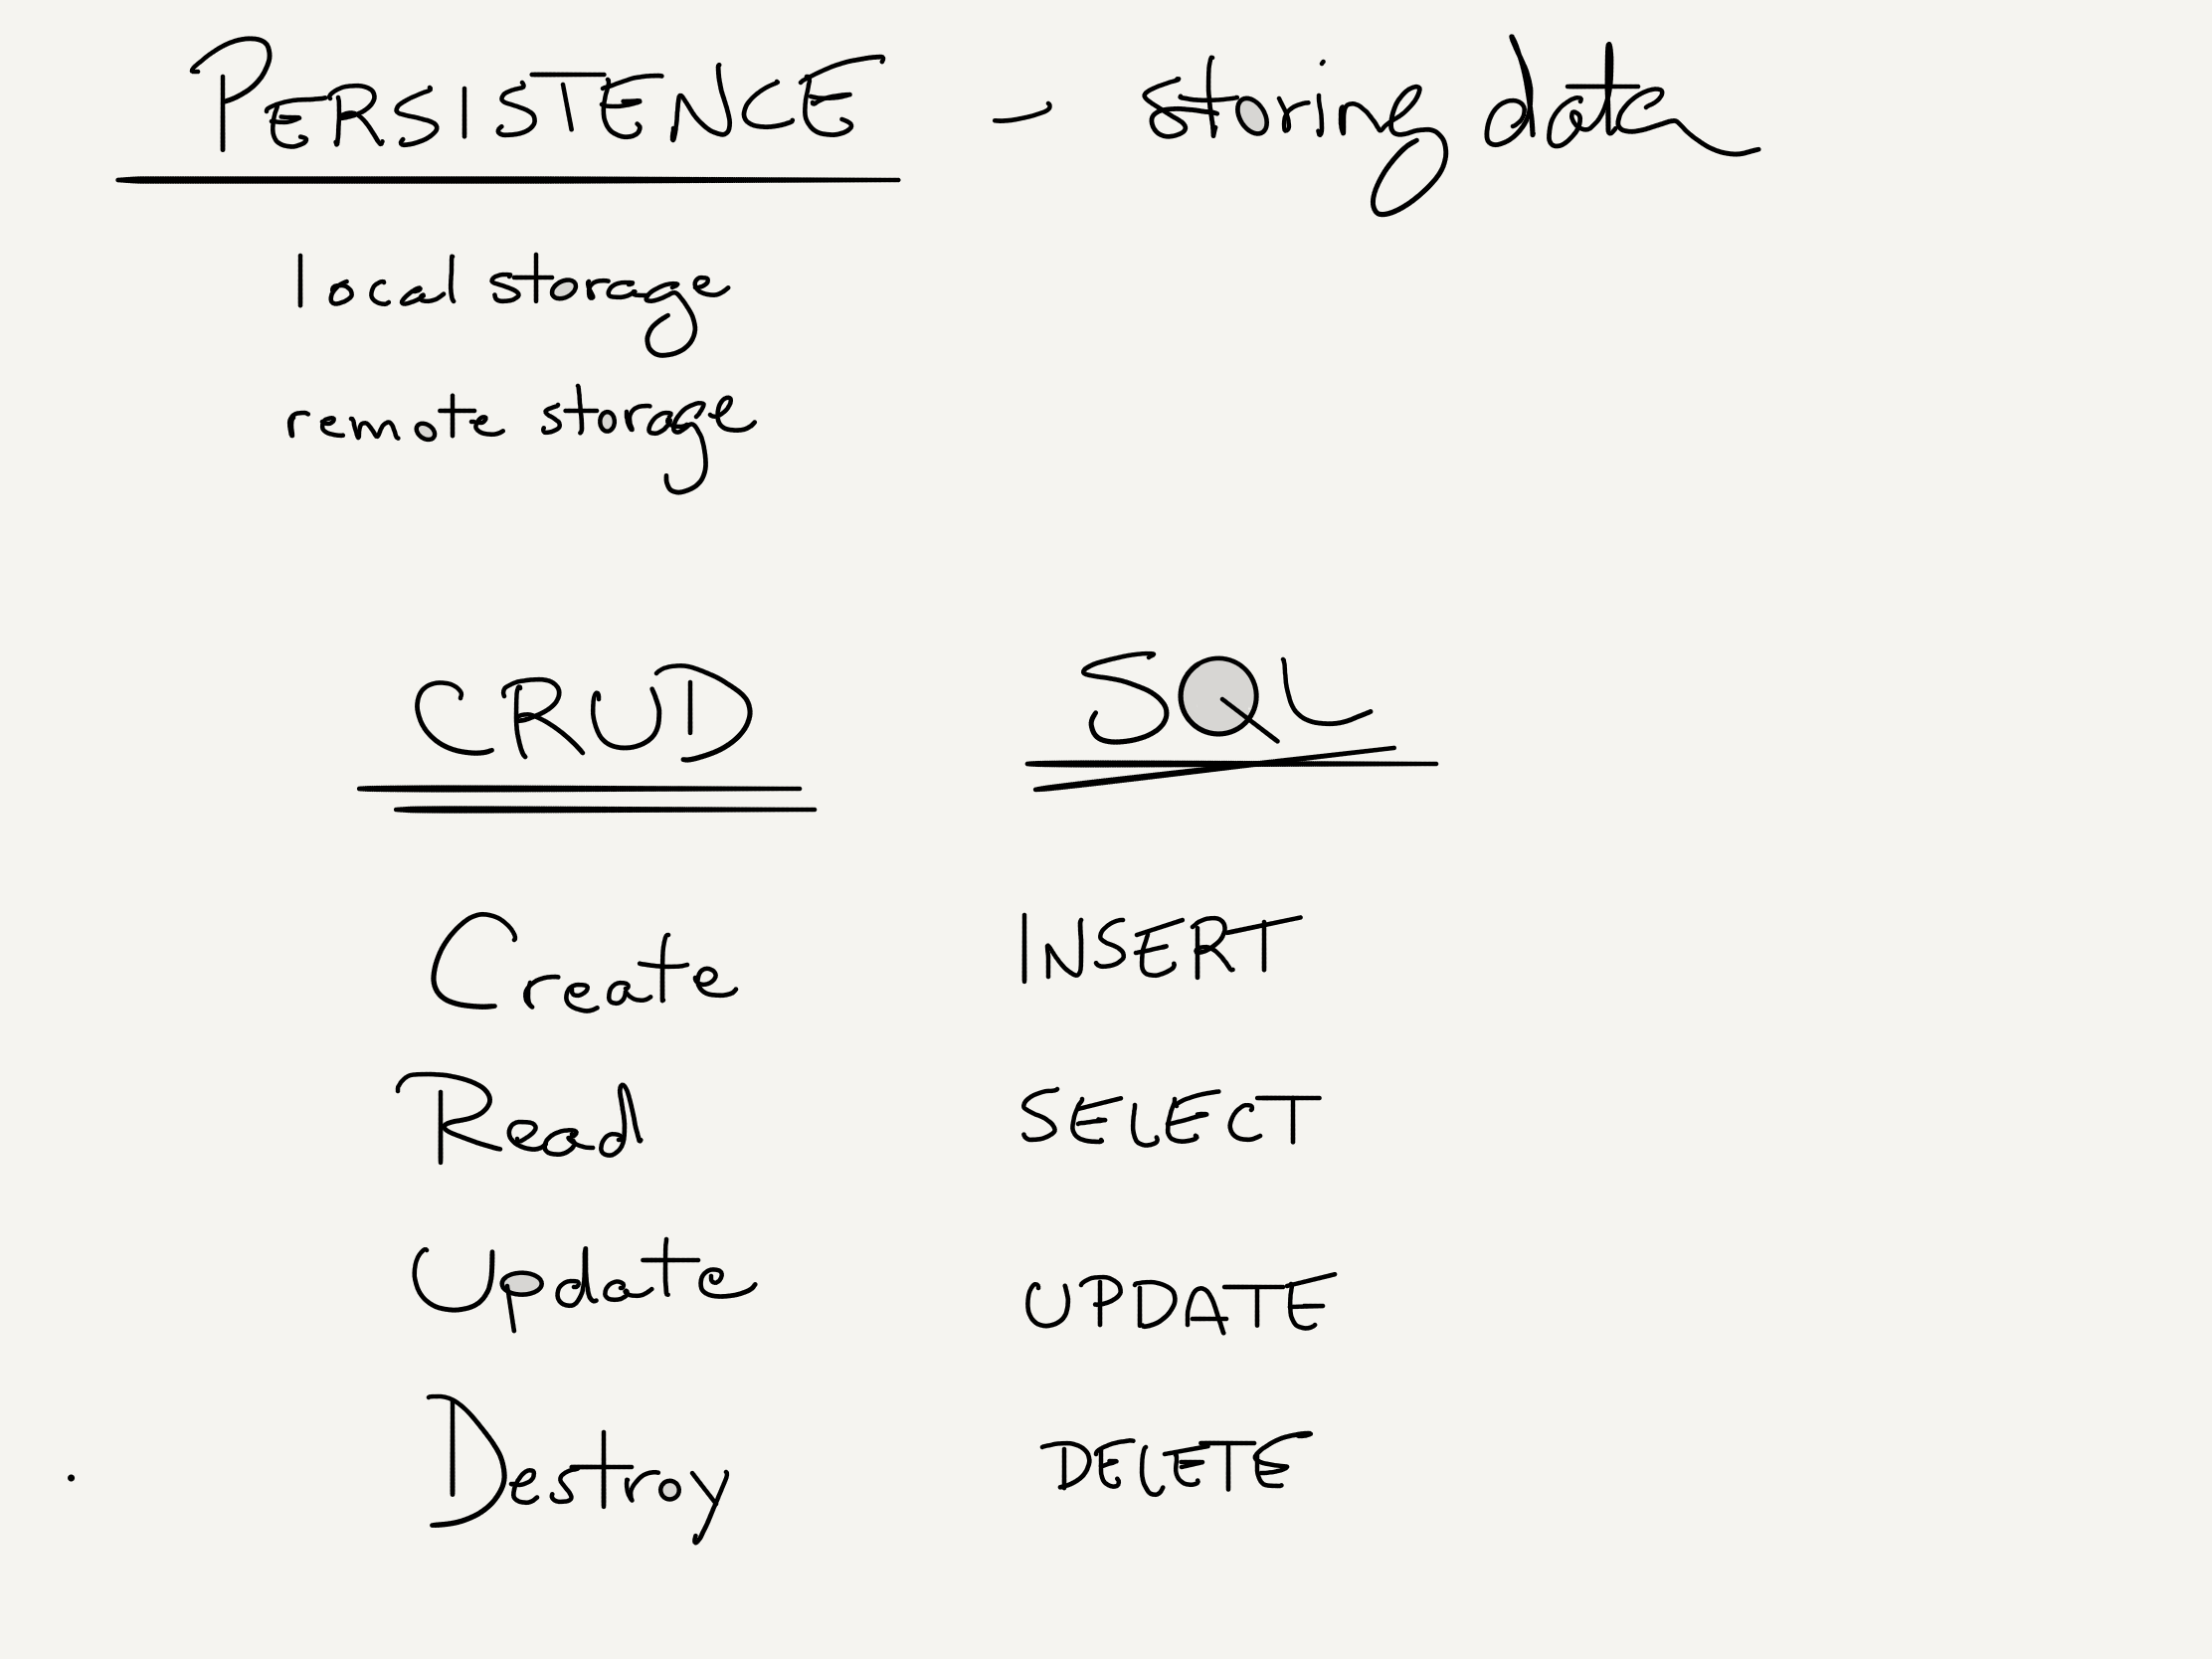 PERSISTENCE - storing data
local storage
remote storage
CRUD SQL
Create INSERT
Read SELECT
Update UPDATE
Destroy DELETE